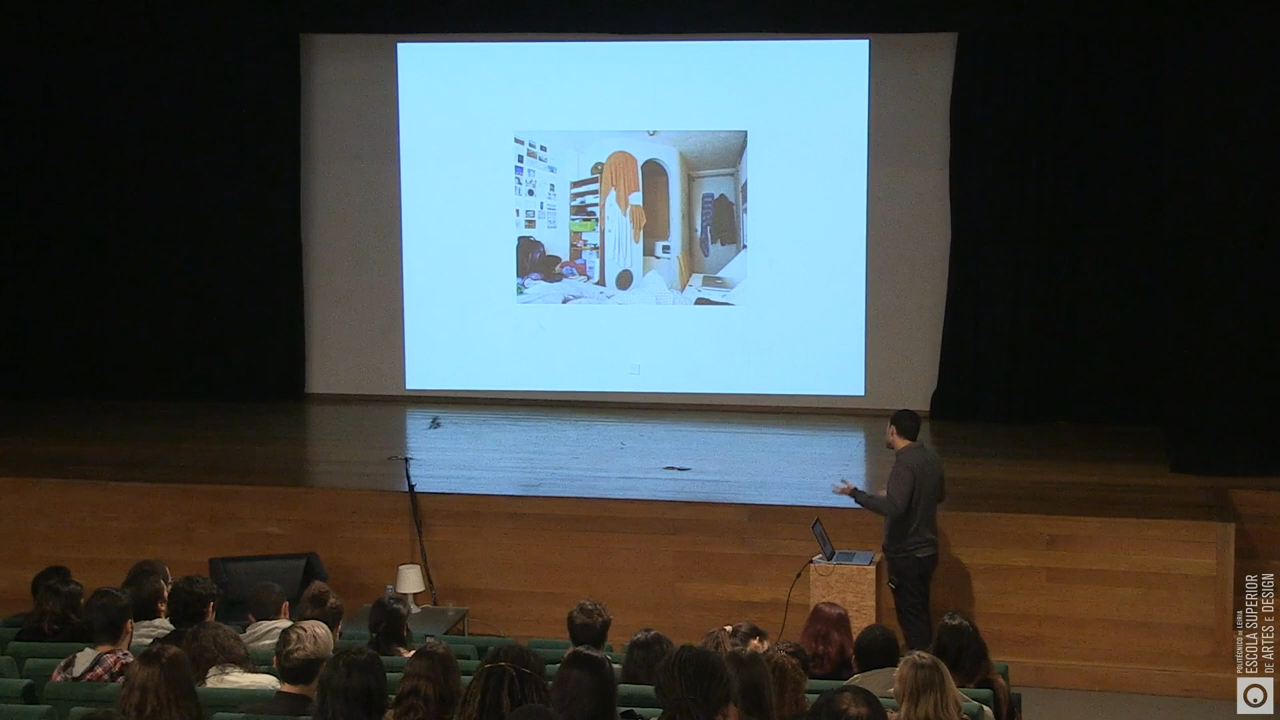 POLITÉCNICO DE LEIRIA
ESCOLA SUPERIOR
DE ARTES E DESIGN